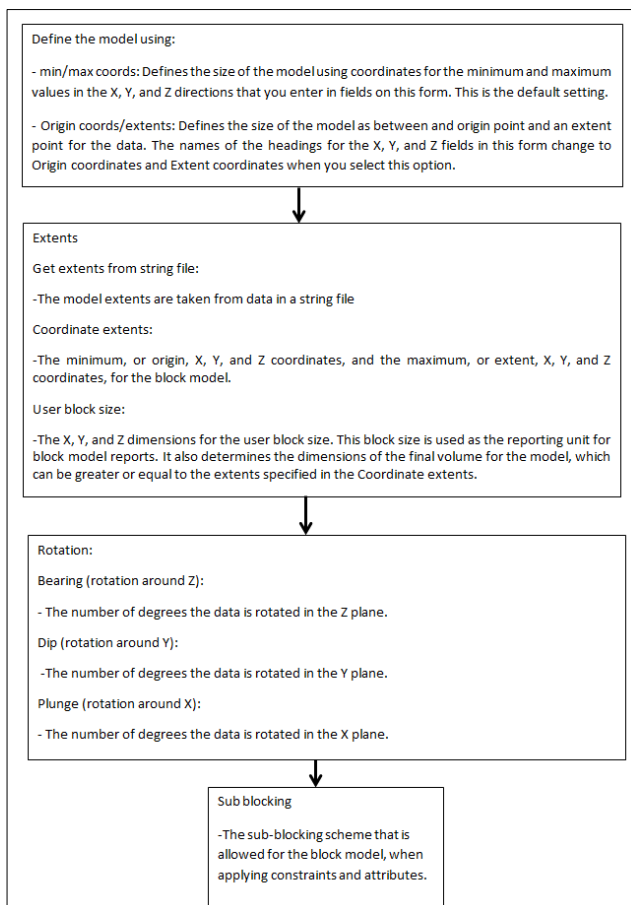 Define the model using:
- min/max coords: Defines the size of the model using coordinates for the minimum and maximum
values in the X, Y, and Z directions that you enter in fields on this form. This is the default setting.
- Origin coords/extents: Defines the size of the model as between and origin point and an extent
point for the data. The names of the headings for the X, Y, and Z fields in this form change to
Origin coordinates and Extent coordinates when you select this option.
Extents
Get extents from string file:
-The model extents are taken from data in a string file
Coordinate extents:
-The minimum, or origin, X, Y, and Z coordinates, and the maximum, or extent, X, Y, and Z
coordinates, for the block model.
User block size:
-The X, Y, and Z dimensions for the user block size. This block size is used as the reporting unit for
block model reports. It also determines the dimensions of the final volume for the model, which
can be greater or equal to the extents specified in the Coordinate extents.
Rotation:
Bearing (rotation around Z):
- The number of degrees the data is rotated in the Z plane.
Dip (rotation around Y):
-The number of degrees the data is rotated in the Y plane.
Plunge (rotation around X):
- The number of degrees the data is rotated in the X plane.
Sub blocking
-The sub-blocking scheme that is
allowed for the block model, when
applying constraints and attributes.